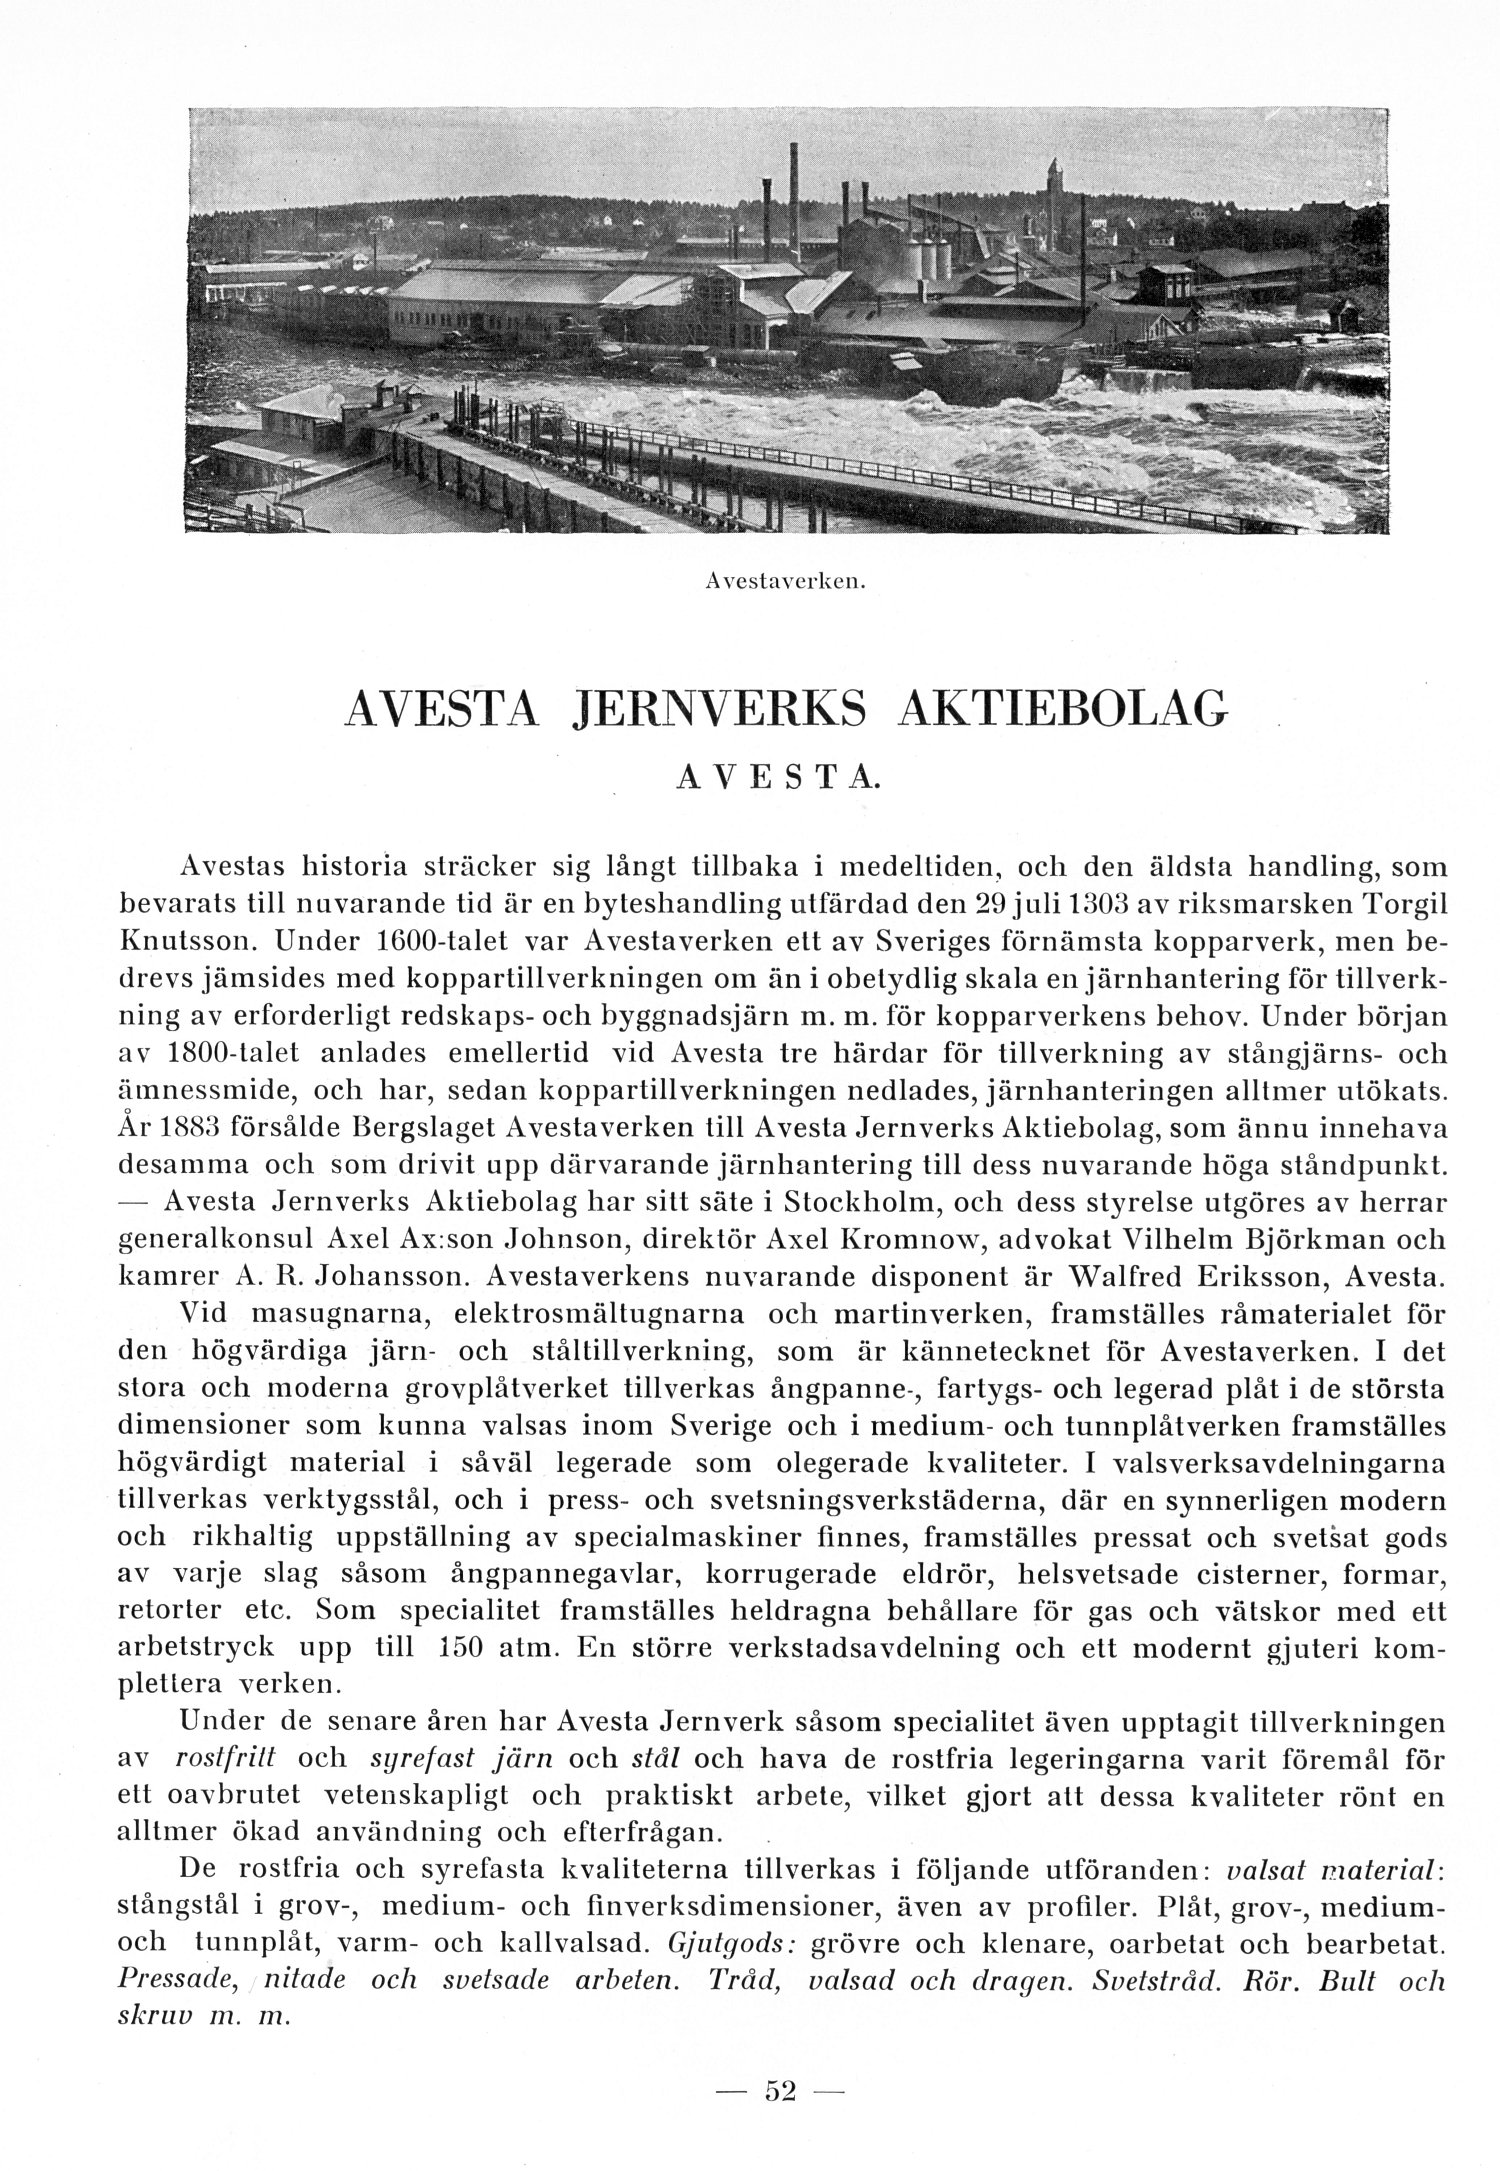 Avestaverken.
AVESTA JERNVERKS AKTIEBOLAG
AVESTA.
Avestas historia sträcker sig långt tillbaka i medeltiden, och den äldsta handling, som
bevarats till nuvarande tid är en byteshandling utfärdad den 29 juli 1303 av riksmarsken Torgil
Knutsson. Under 1600-talet var Avestaverken ett av Sveriges förnämsta kopparverk, men be-
drevs jämsides med koppartillverkningen om än i obetydlig skala en järnhantering för tillverk-
ning av erforderligt redskaps- och byggnadsjärn m. m. för kopparverkens behov. Under början
av 1800-talet anlades emellertid vid Avesta tre härdar för tillverkning av stångjärns- och
ämnessmide, och har, sedan koppartillverkningen nedlades, järnhanteringen alltmer utökats.
År 1883 försålde Bergslaget Avestaverken till Avesta Jernverks Aktiebolag, som ännu innehava
desamma och som drivit upp därvarande järnhantering till dess nuvarande höga ståndpunkt.
— Avesta Jernverks Aktiebolag har sitt säte i Stockholm, och dess styrelse utgöres av herrar
generalkonsul Axel Ax:son Johnson, direktör Axel Kromnow, advokat Vilhelm Björkman och
kamrer A. R. Johansson. Avestaverkens nuvarande disponent är Walfred Eriksson, Avesta.
Vid masugnarna, elektrosmältugnarna och martinverken, framställes råmaterialet för
den högvärdiga järn- och ståltillverkning, som är kännetecknet för Avestaverken. I det
stora och moderna grovplåtverket tillverkas ångpanne-, fartygs- och legerad plåt i de största
dimensioner som kunna valsas inom Sverige och i medium- och tunnplåtverken framställes
högvärdigt material i såväl legerade som olegerade kvaliteter. I valsverksavdelningarna
tillverkas verktygsstål, och i press- och svetsningsverkstäderna, där en synnerligen modern
och rikhaltig uppställning av specialmaskiner finnes, framställes pressat och svetsat gods
av varje slag såsom ångpannegavlar, korrugerade eldrör, helsvetsade cisterner, formar,
retorter etc. Som specialitet framställes heldragna behållare för gas och vätskor med ett
arbetstryck upp till 150 atm. En större verkstadsavdelning och ett modernt gjuteri kom-
plettera verken.
Under de senare åren har Avesta Jernverk såsom specialitet även upptagit tillverkningen
av rostfritt och syrefast järn och stål och hava de rostfria legeringarna varit föremål för
ett oavbrutet vetenskapligt och praktiskt arbete, vilket gjort att dessa kvaliteter rönt en
alltmer ökad användning och efterfrågan.
De rostfria och syrefasta kvaliteterna tillverkas i följande utföranden: valsat material:
stångstål i grov-, medium- och finverksdimensioner, även av profiler. Plåt, grov-, medium-
och tunnplåt, varm- och kallvalsad. Gjutgods: grövre och klenare, oarbetat och bearbetat.
Pressade, nitade och svetsade arbeten. Tråd, valsad och dragen. Svetstråd. Rör. Bult och
skruv m. m.
— 52 —